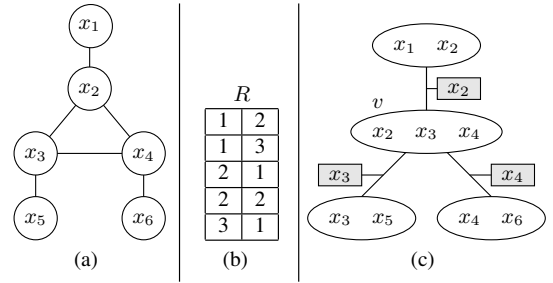 x₁
x₂
x₃ x₄
x₅ x₆
(a)
R
1 2
1 3
2 1
2 2
3 1
(b)
x₁ x₂
x₂
v
x₂ x₃ x₄
x₃ x₄
x₃ x₅ x₄ x₆
(c)